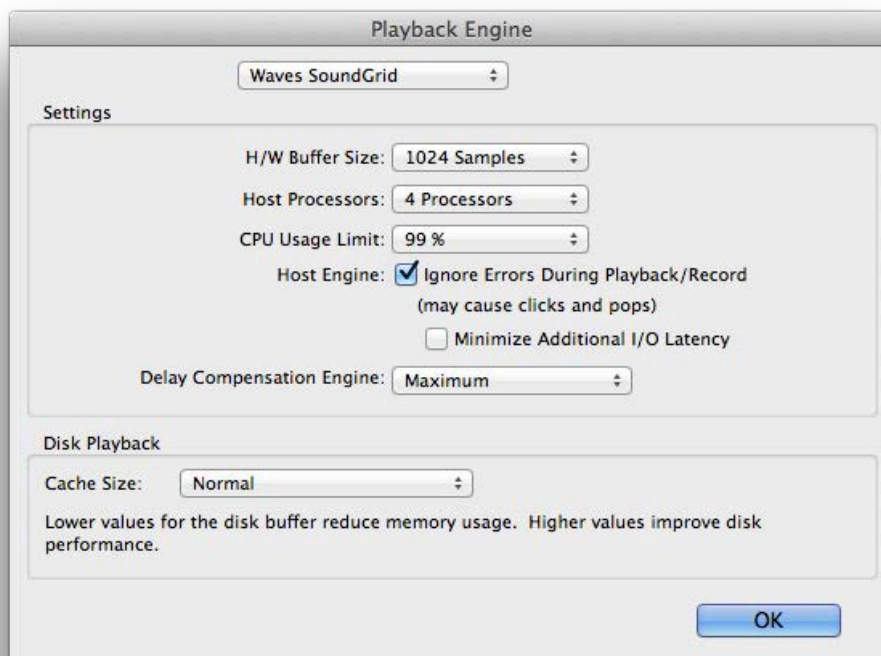 Playback Engine
Waves SoundGrid
Settings
H/W Buffer Size: 1024 Samples
Host Processors: 4 Processors
CPU Usage Limit: 99 %
Host Engine: Ignore Errors During Playback/Record
(may cause clicks and pops)
Minimize Additional I/O Latency
Delay Compensation Engine: Maximum
Disk Playback
Cache Size: Normal
Lower values for the disk buffer reduce memory usage. Higher values improve disk
performance.
OK